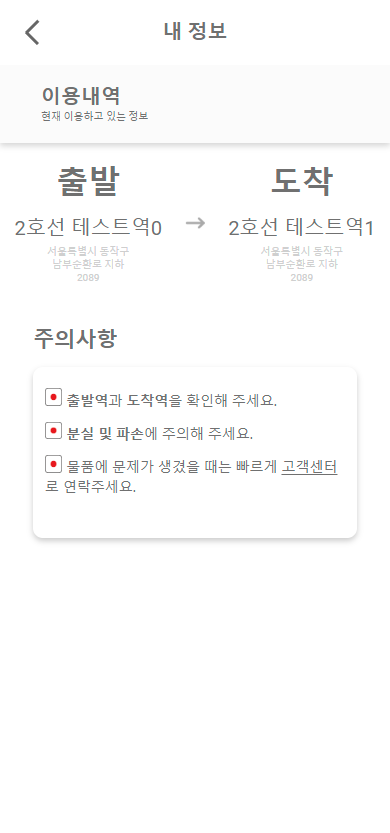 내 정보
이용내역
현재 이용하고 있는 정보
출발
도착
2호선 테스트역0
→
2호선 테스트역1
서울특별시 동작구
남부순환로 지하
2089
서울특별시 동작구
남부순환로 지하
2089
주의사항
출발역과 도착역을 확인해 주세요.
분실 및 파손에 주의해 주세요.
물품에 문제가 생겼을 때는 빠르게 고객센터
로 연락주세요.